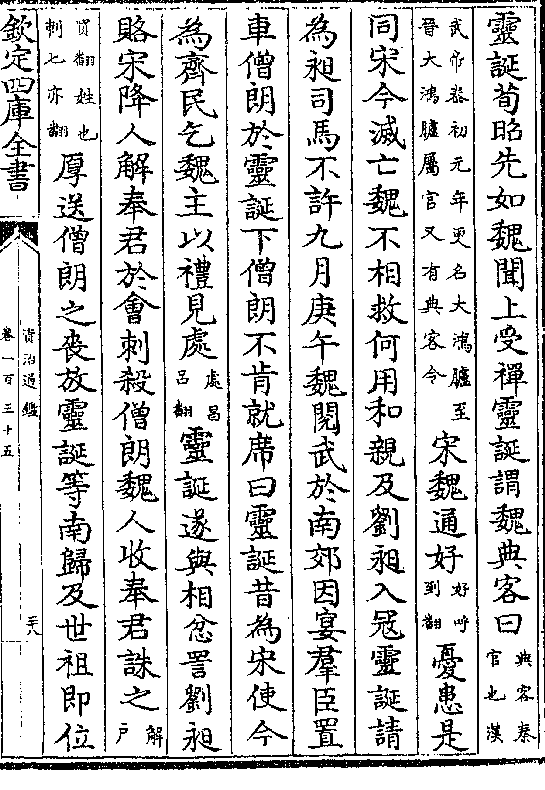 靈誕荀昭先如魏聞上受禪靈誕謂魏典客曰典客秦官也漢
武帝太初元年更名大鴻臚至晉大鴻臚屬官又有典客令宋魏通好好呼到翻憂患是
同宋今滅亡魏不相救何用和親及劉昶入冦靈誕請
為昶司馬不許九月庚午魏閱武於南郊因宴羣臣置
車僧朗於靈誕下僧朗不肯就席曰靈誕昔為宋使今
為齊民乞魏主以禮見處處昌呂翻靈誕遂與相忿詈劉昶
賂宋降人解奉君於會刺殺僧朗魏人收奉君誅之解戶
買翻姓也刺七亦翻厚送僧朗之喪放靈誕等南歸及世祖即位
欽定四庫全書
資治通鑑
卷一百三十五
三八